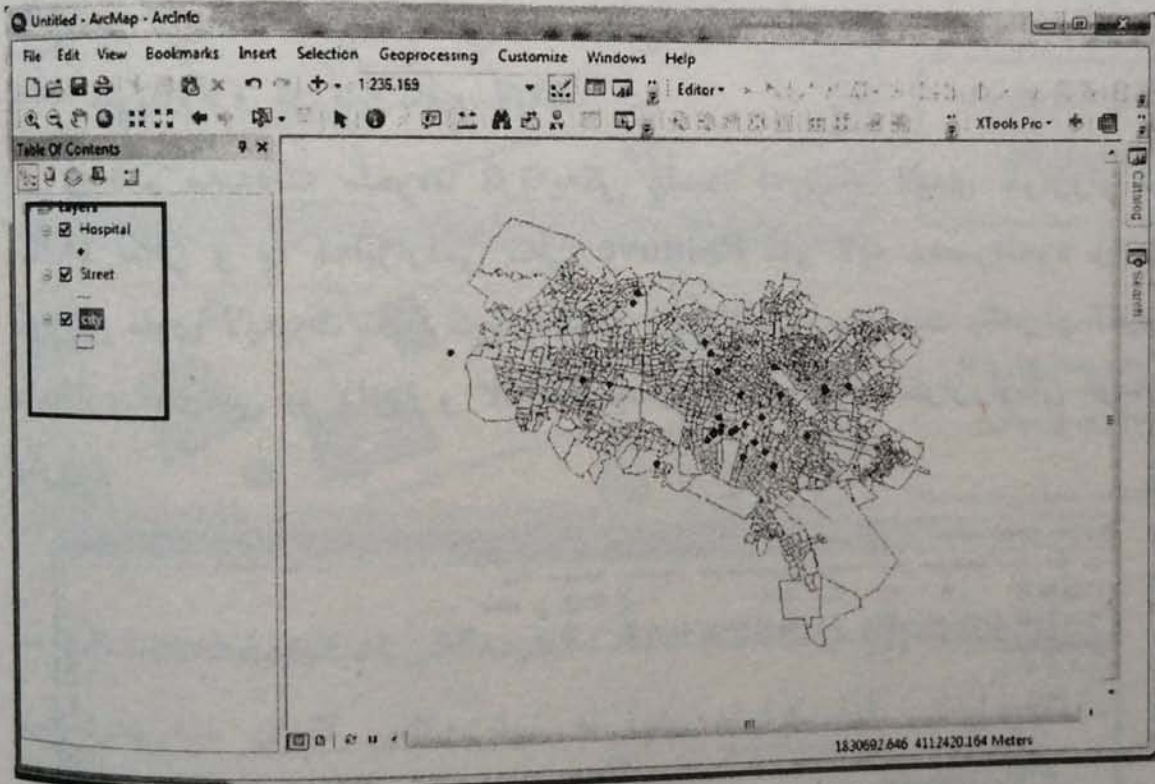 Untitled - ArcMap - ArcInfo
File Edit View Bookmarks Insert Selection Geoprocessing Customize Windows Help
1:236,169
Editor
XTools Pro
Table Of Contents
Layers
Hospital
Street
city
Catalog
Search
1830692.646 4112420.164 Meters